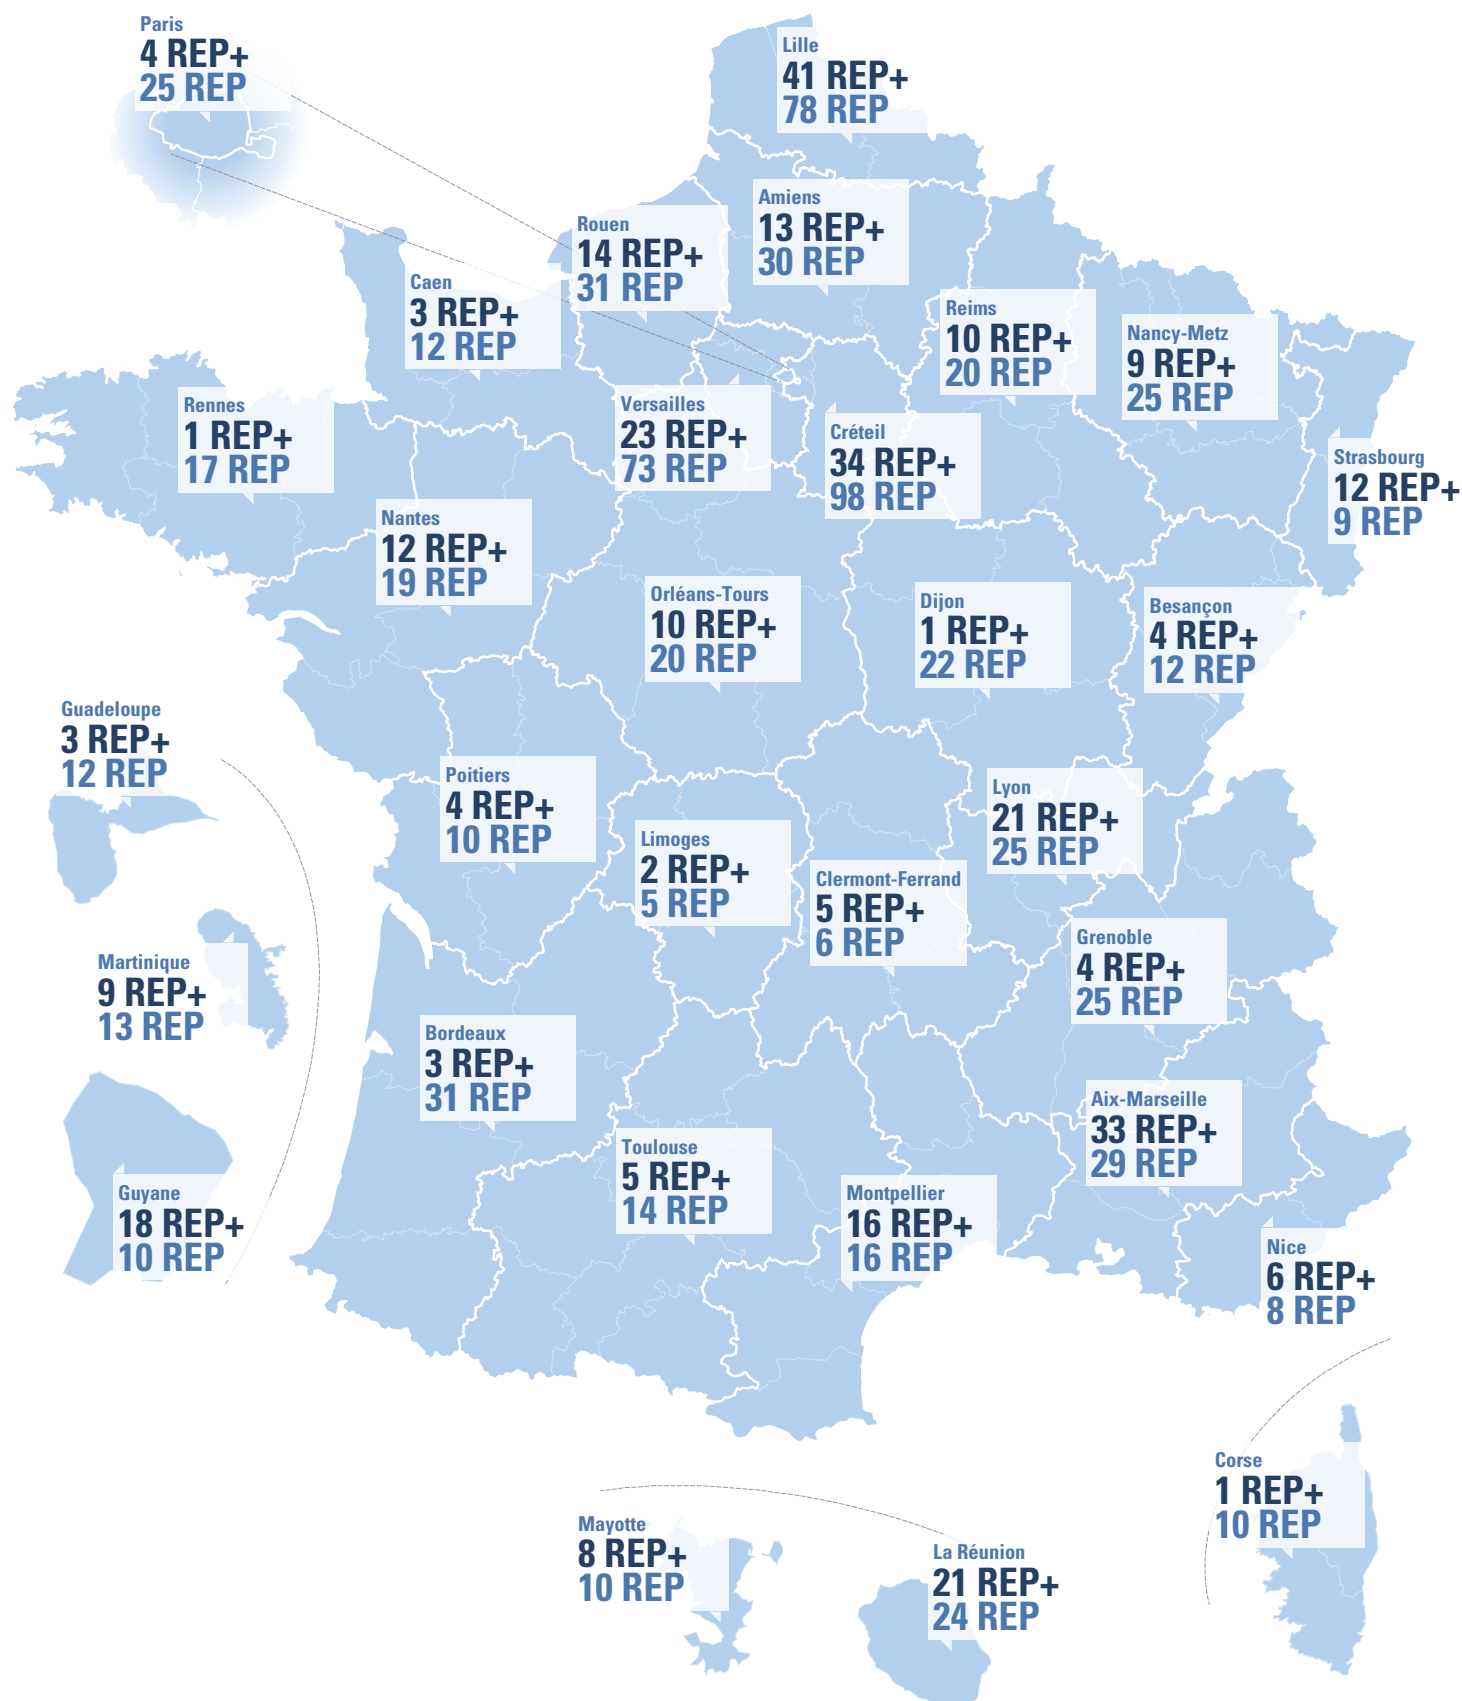 Paris
4 REP+
25 REP
Lille
41 REP+
78 REP
Amiens
13 REP+
30 REP
Rouen
14 REP+
31 REP
Caen
3 REP+
12 REP
Reims
10 REP+
20 REP
Nancy-Metz
9 REP+
25 REP
Rennes
1 REP+
17 REP
Versailles
23 REP+
73 REP
Créteil
34 REP+
98 REP
Strasbourg
12 REP+
9 REP
Nantes
12 REP+
19 REP
Orléans-Tours
10 REP+
20 REP
Dijon
1 REP+
22 REP
Besançon
4 REP+
12 REP
Guadeloupe
3 REP+
12 REP
Poitiers
4 REP+
10 REP
Lyon
21 REP+
25 REP
Limoges
2 REP+
5 REP
Clermont-Ferrand
5 REP+
6 REP
Grenoble
4 REP+
25 REP
Martinique
9 REP+
13 REP
Bordeaux
3 REP+
31 REP
Aix-Marseille
33 REP+
29 REP
Toulouse
5 REP+
14 REP
Guyane
18 REP+
10 REP
Montpellier
16 REP+
16 REP
Nice
6 REP+
8 REP
Corse
1 REP+
10 REP
Mayotte
8 REP+
10 REP
La Réunion
21 REP+
24 REP